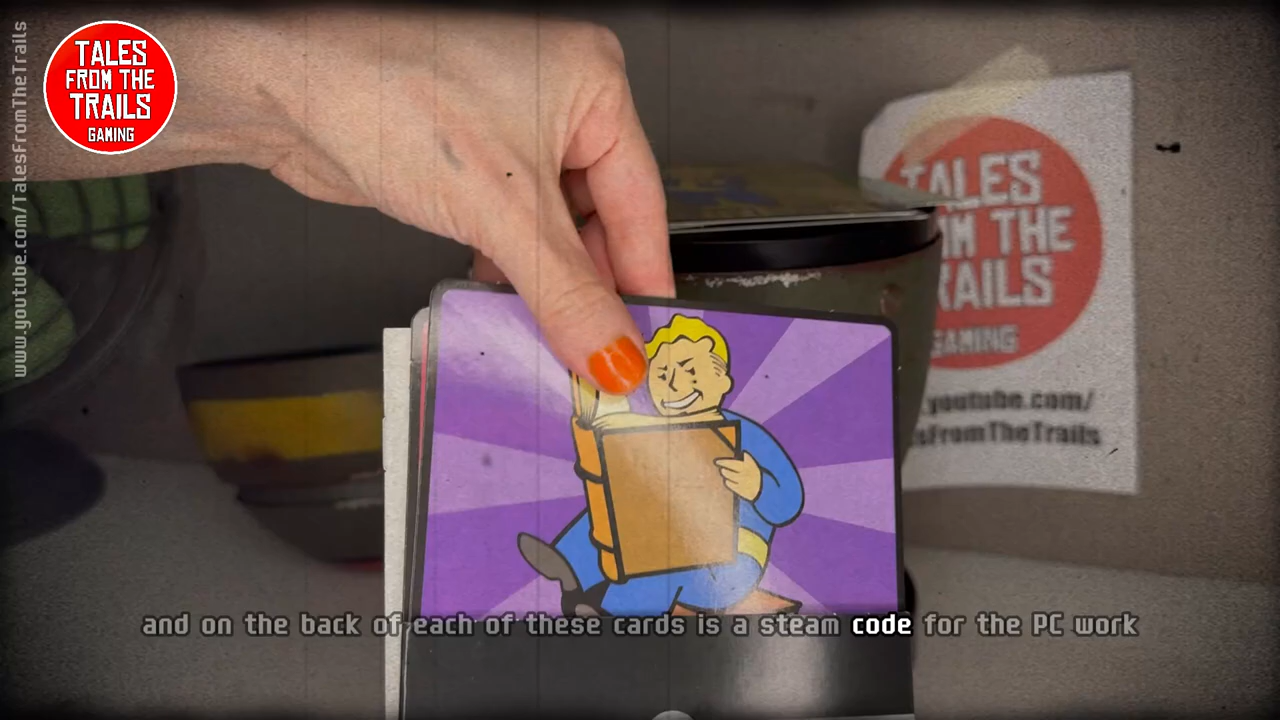 www.youtube.com/TalesFromTheTrails
TALES
FROM THE
TRAILS
GAMING
TALES
THE
RAILS
GAMING
.youtube.com/
sFromTheTrails
and on the back of each of these cards is a steam code for the PC work